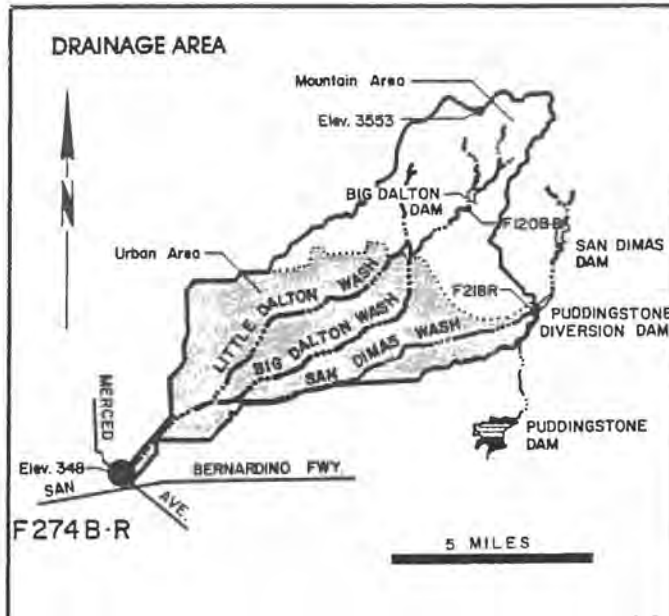 DRAINAGE AREA
Mountain Area
Elev. 3553
N
BIG DALTON
DAM
F120B-B
SAN DIMAS
DAM
Urban Area
F218R
LITTLE DALTON WASH
PUDDINGSTONE
DIVERSION DAM
BIG DALTON WASH
SAN DIMAS WASH
MERCED
AVE.
PUDDINGSTONE
DAM
Elev. 348
SAN
BERNARDINO FWY.
F274B-R
5 MILES